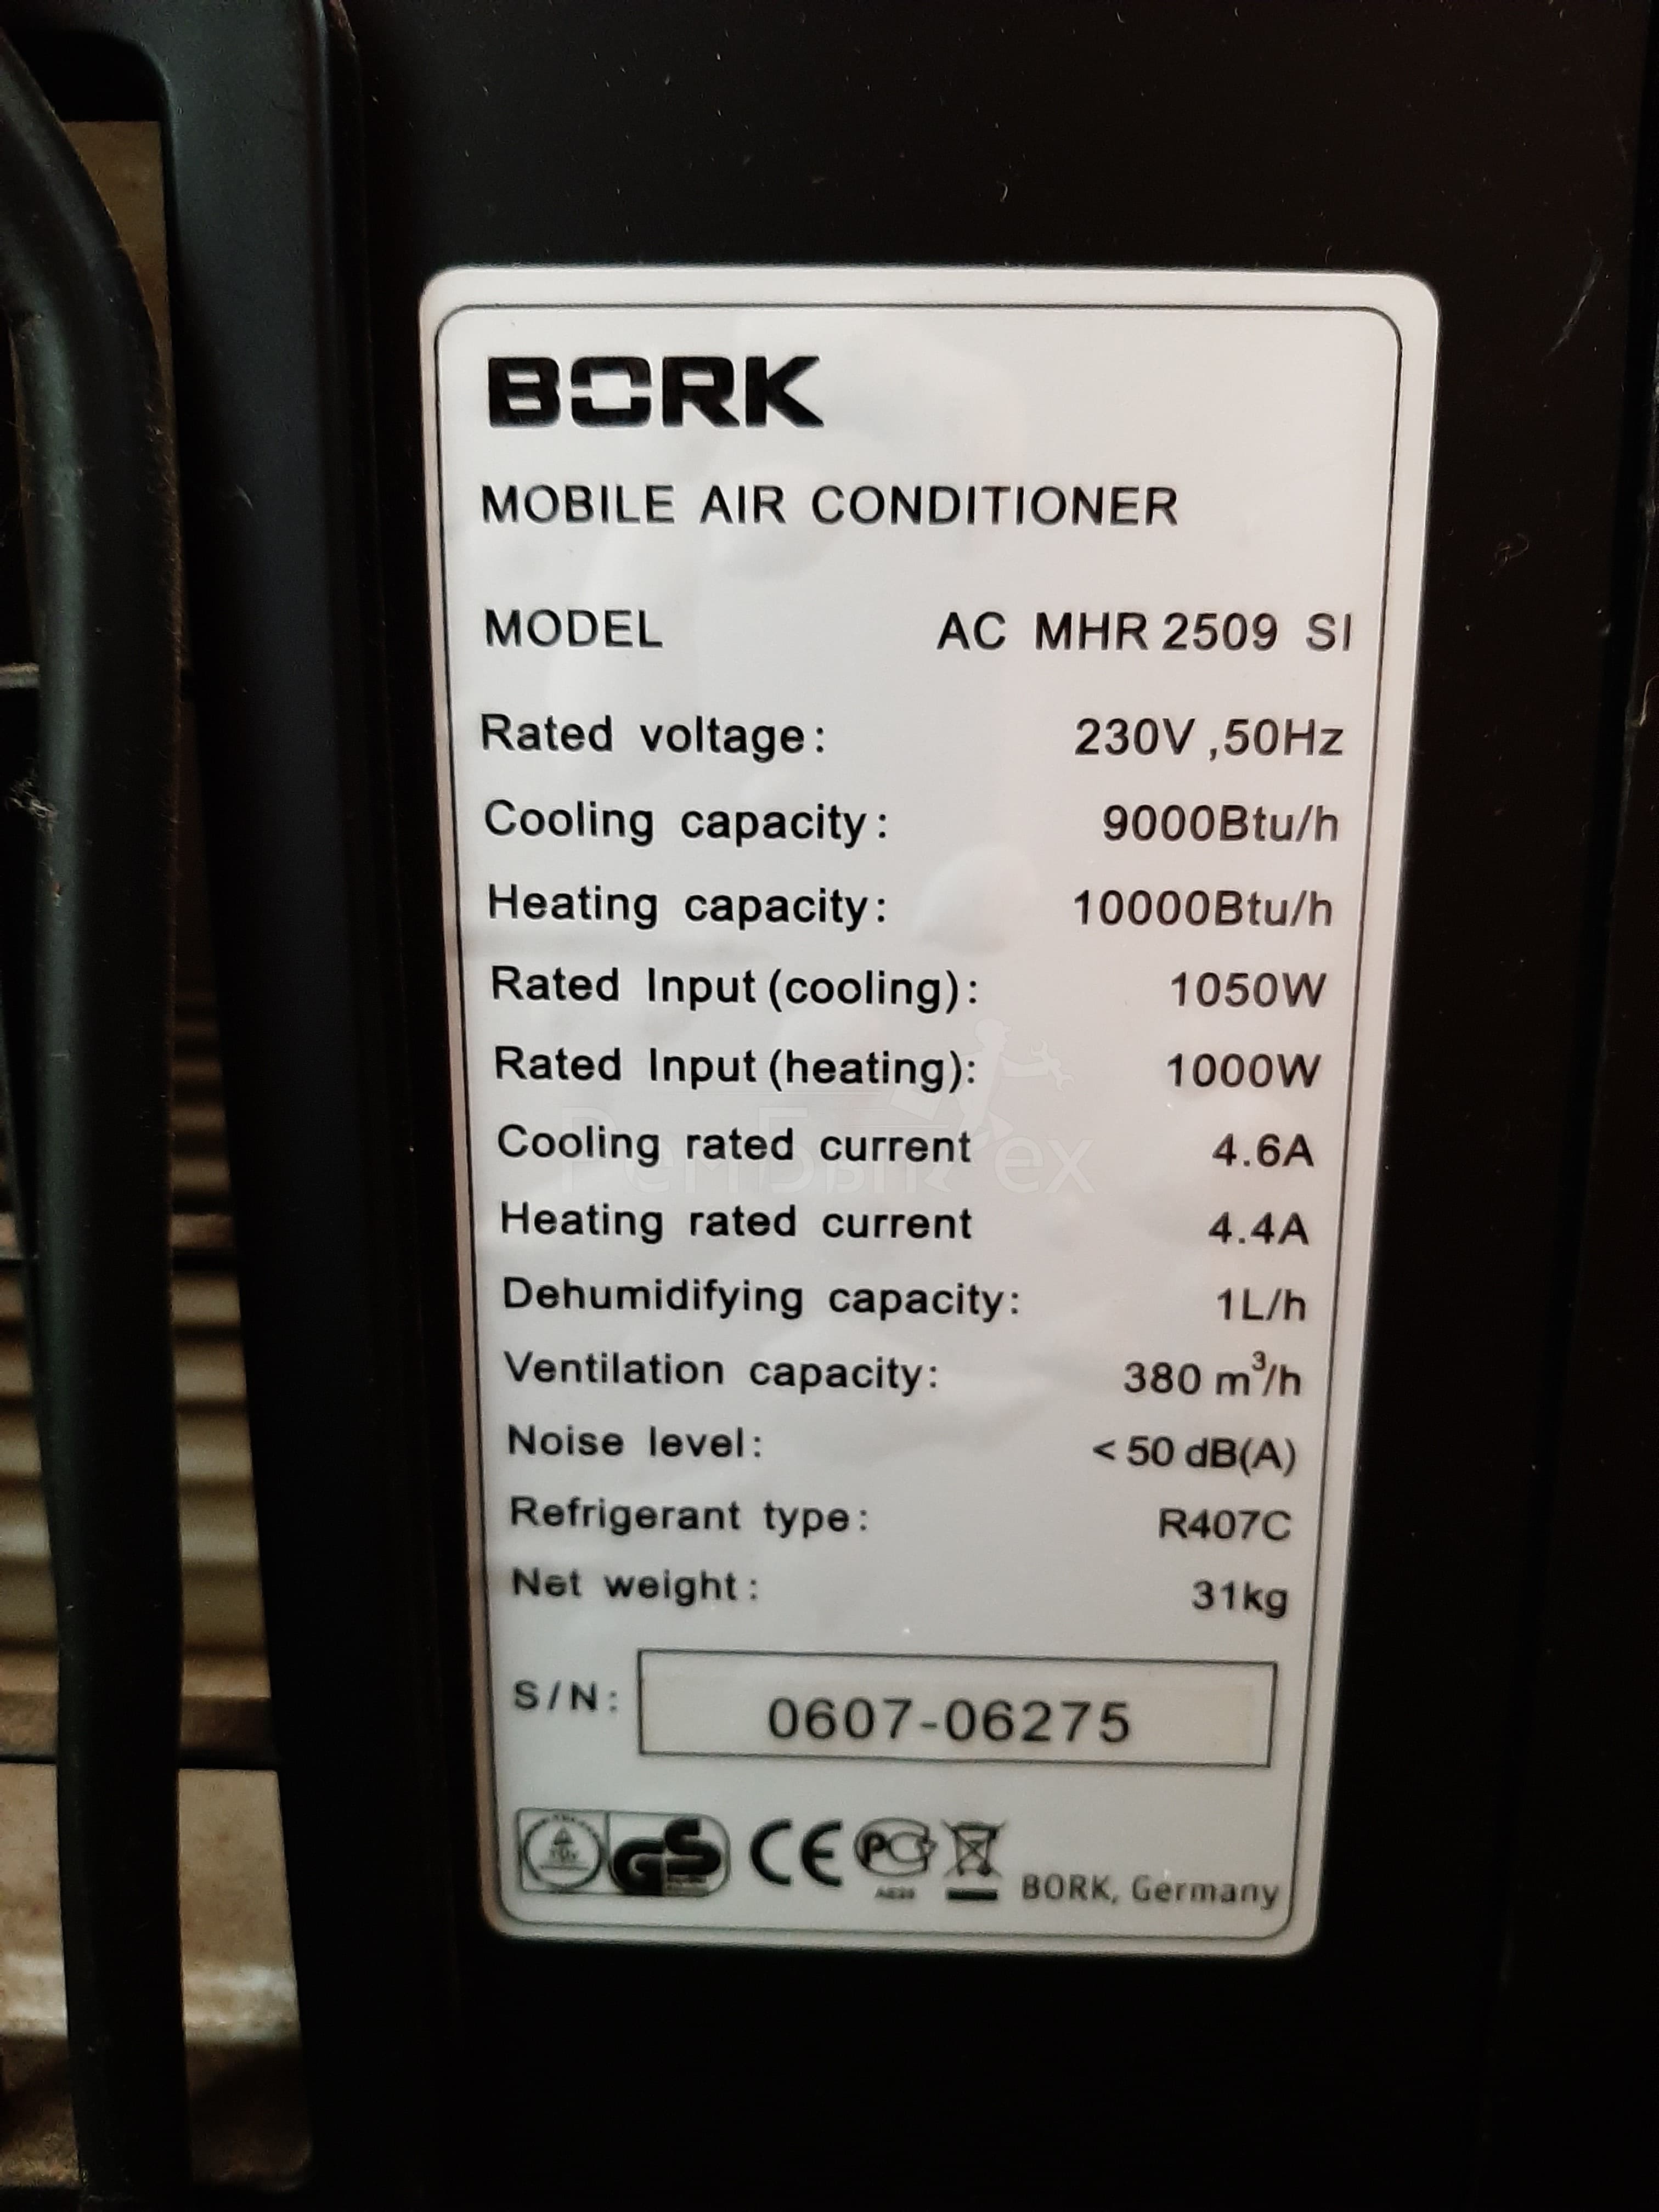 BORK
MOBILE AIR CONDITIONER
MODEL AC MHR 2509 SI
Rated voltage: 230V ,50Hz
Cooling capacity: 9000Btu/h
Heating capacity: 10000Btu/h
Rated Input (cooling): 1050W
Rated Input (heating): 1000W
Cooling rated current 4.6A
РемБытТех
Heating rated current 4.4A
Dehumidifying capacity: 1L/h
Ventilation capacity: 380 m³/h
Noise level: < 50 dB(A)
Refrigerant type: R407C
Net weight: 31kg
S/N: 0607-06275
GS CE PC BORK, Germany